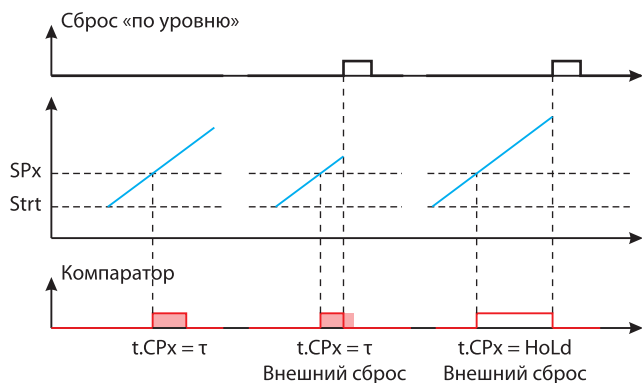 Сброс «по уровню»
SPx
Strt
Компаратор
t.CPx = τ
t.CPx = τ
Внешний сброс
t.CPx = HoLd
Внешний сброс